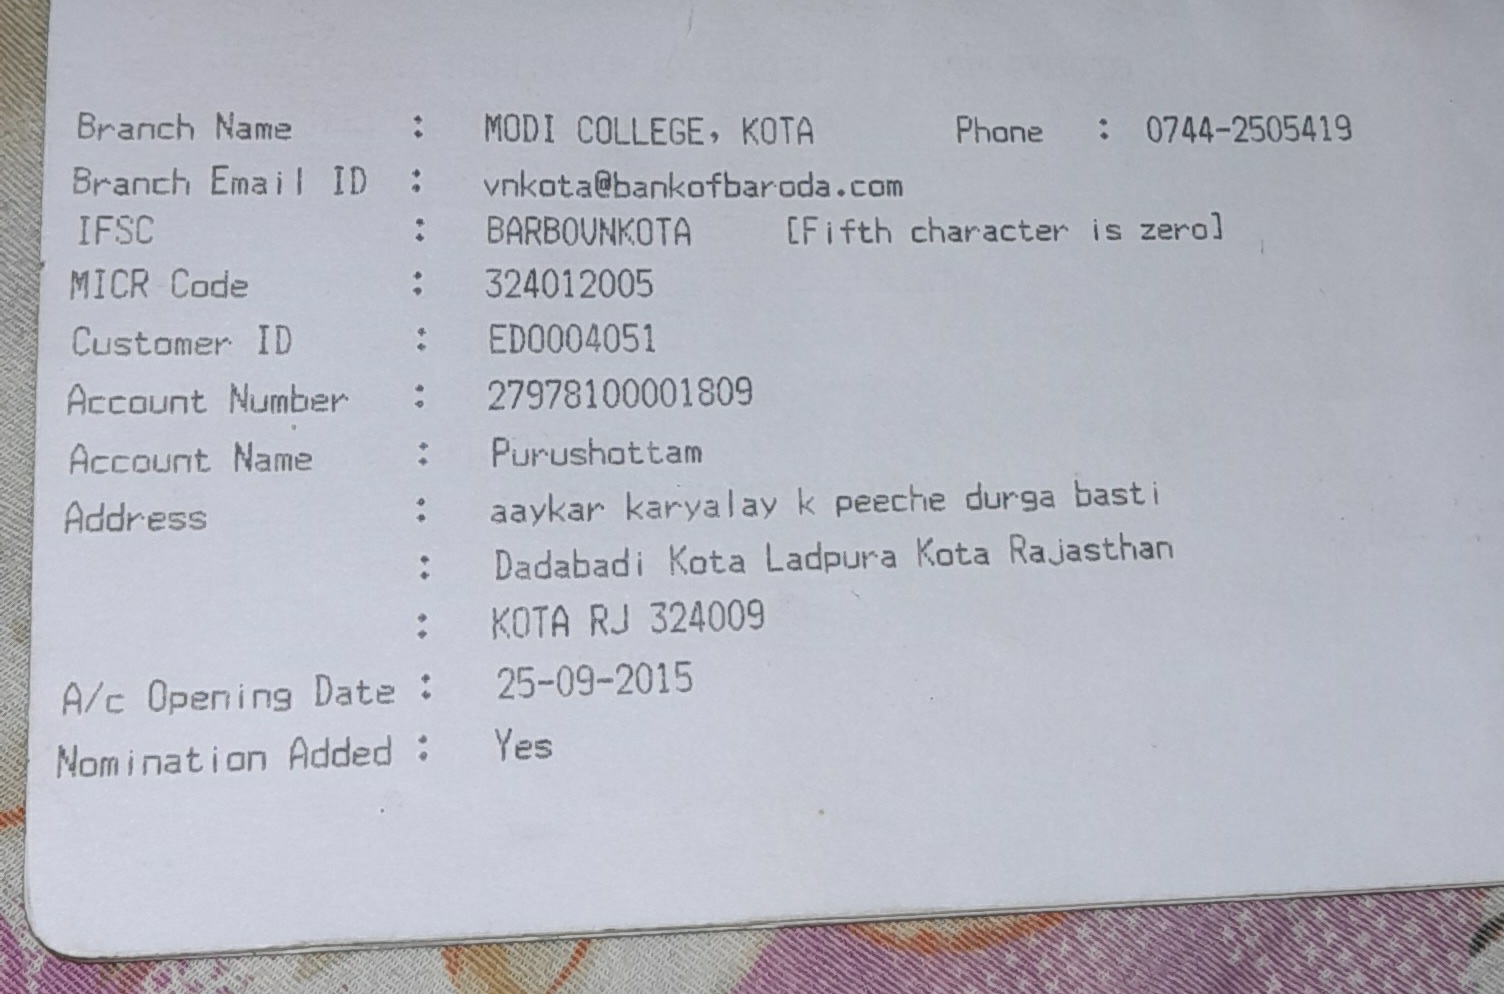 Branch Name : MODI COLLEGE, KOTA Phone : 0744-2505419
Branch Email ID : vnkota@bankofbaroda.com
IFSC : BARB0VNKOTA [Fifth character is zero]
MICR Code : 324012005
Customer ID : ED0004051
Account Number : 27978100001809
Account Name : Purushottam
Address : aaykar karyalay k peeche durga basti
: Dadabadi Kota Ladpura Kota Rajasthan
: KOTA RJ 324009
A/c Opening Date : 25-09-2015
Nomination Added : Yes